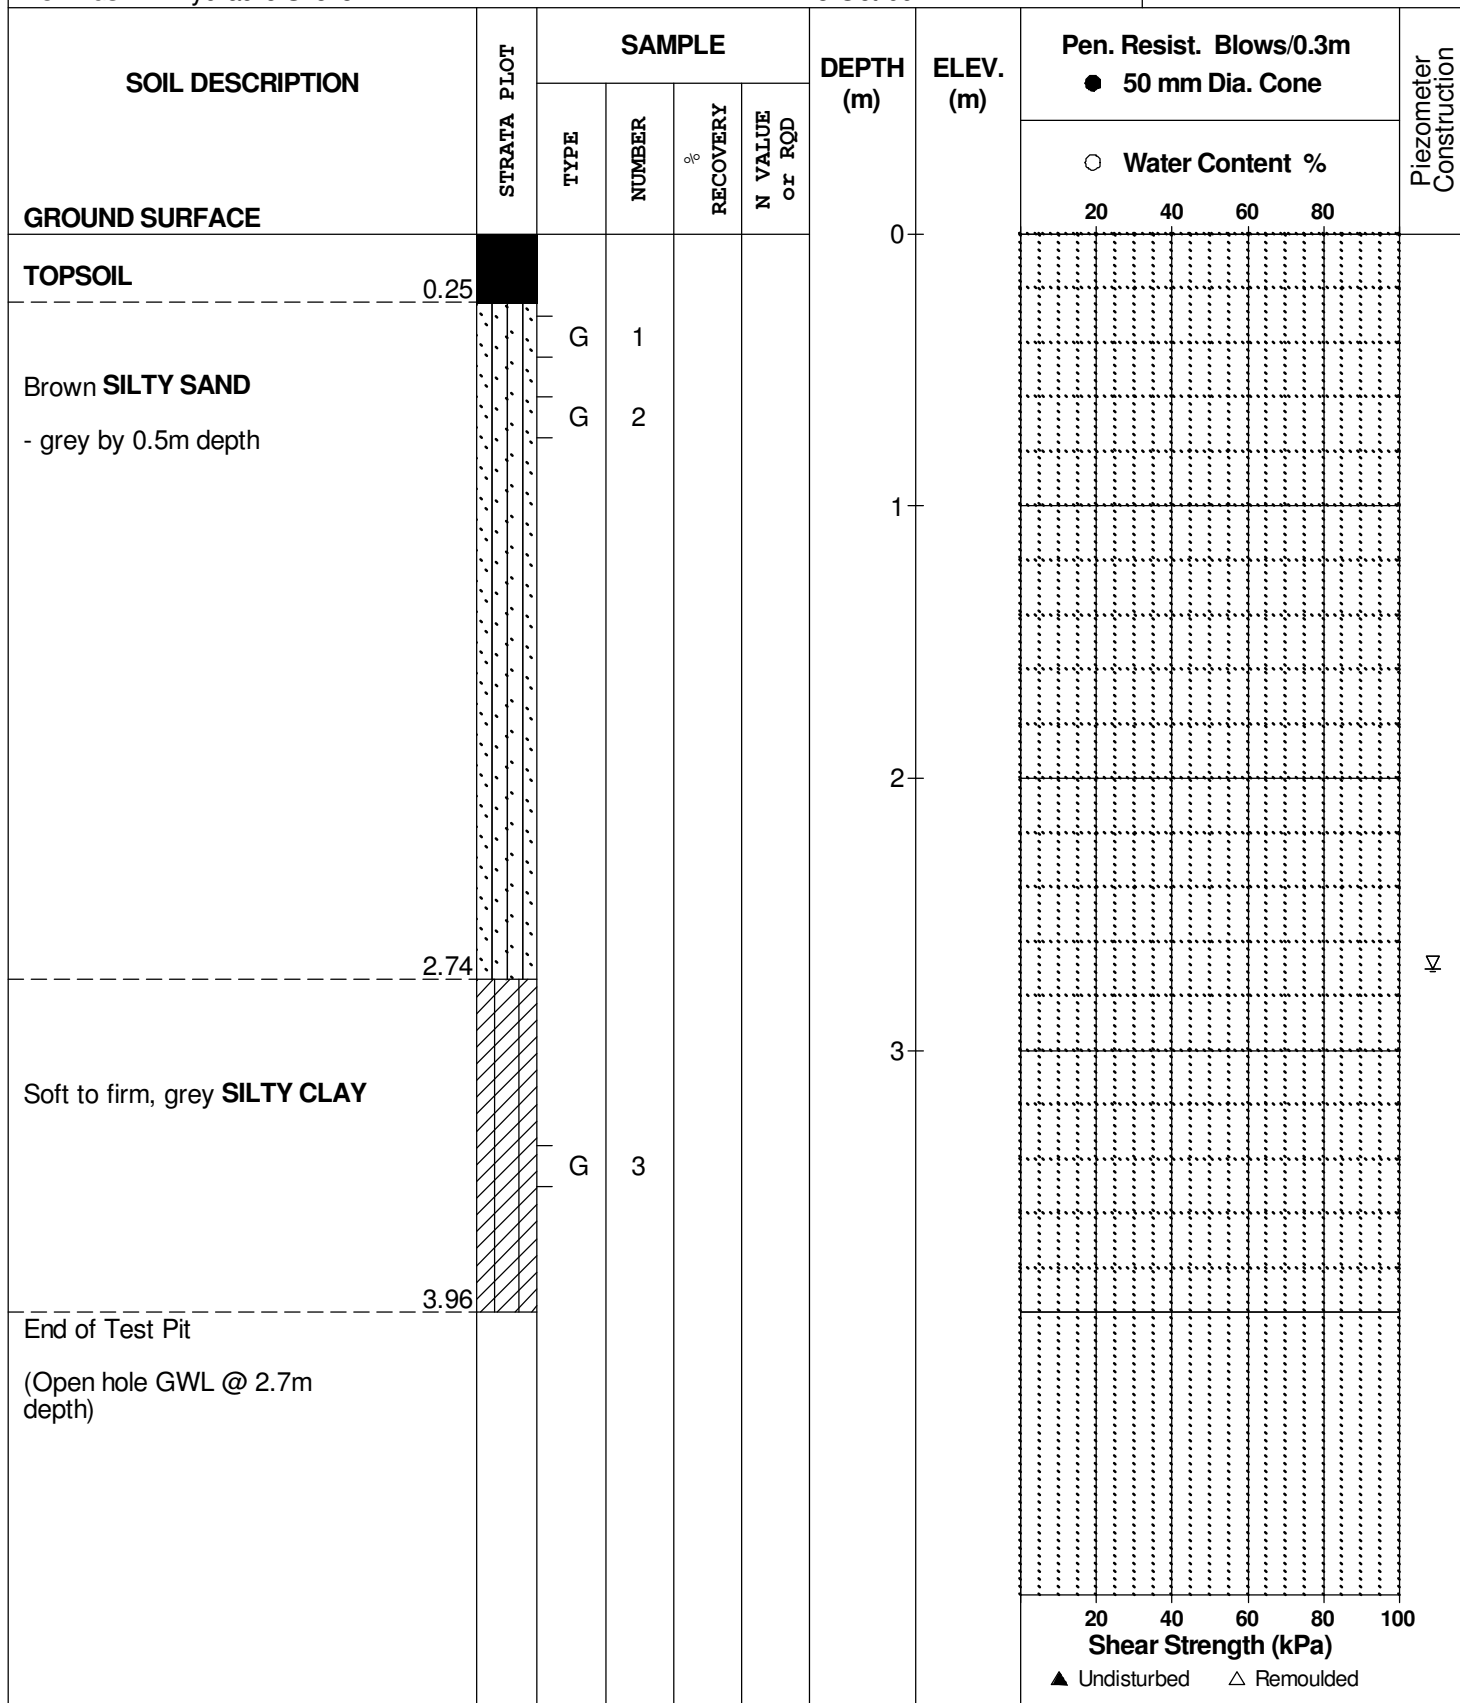 SOIL DESCRIPTION
GROUND SURFACE
STRATA PLOT
SAMPLE
TYPE
NUMBER
%
RECOVERY
N VALUE
or RQD
DEPTH
(m)
ELEV.
(m)
Pen. Resist. Blows/0.3m
● 50 mm Dia. Cone
○ Water Content %
20 40 60 80
Piezometer
Construction
0
TOPSOIL
0.25
G 1
Brown SILTY SAND
G 2
- grey by 0.5m depth
1
2
2.74
3
Soft to firm, grey SILTY CLAY
G 3
3.96
End of Test Pit
(Open hole GWL @ 2.7m
depth)
20 40 60 80 100
Shear Strength (kPa)
▲ Undisturbed △ Remoulded